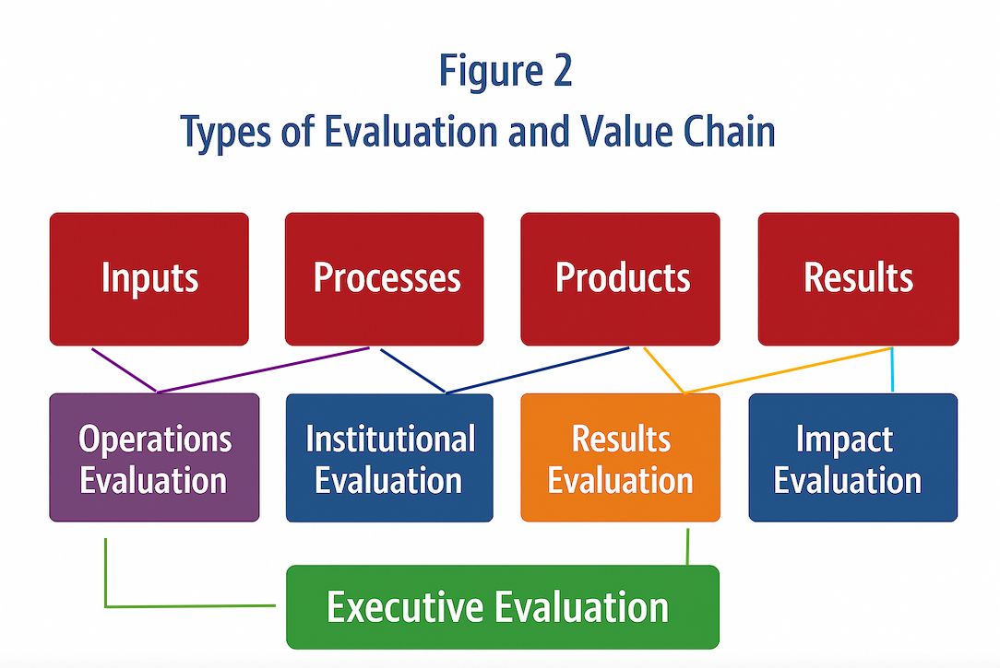 Figure 2
Types of Evaluation and Value Chain
Inputs
Processes
Products
Results
Operations
Evaluation
Institutional
Evaluation
Results
Evaluation
Impact
Evaluation
Executive Evaluation